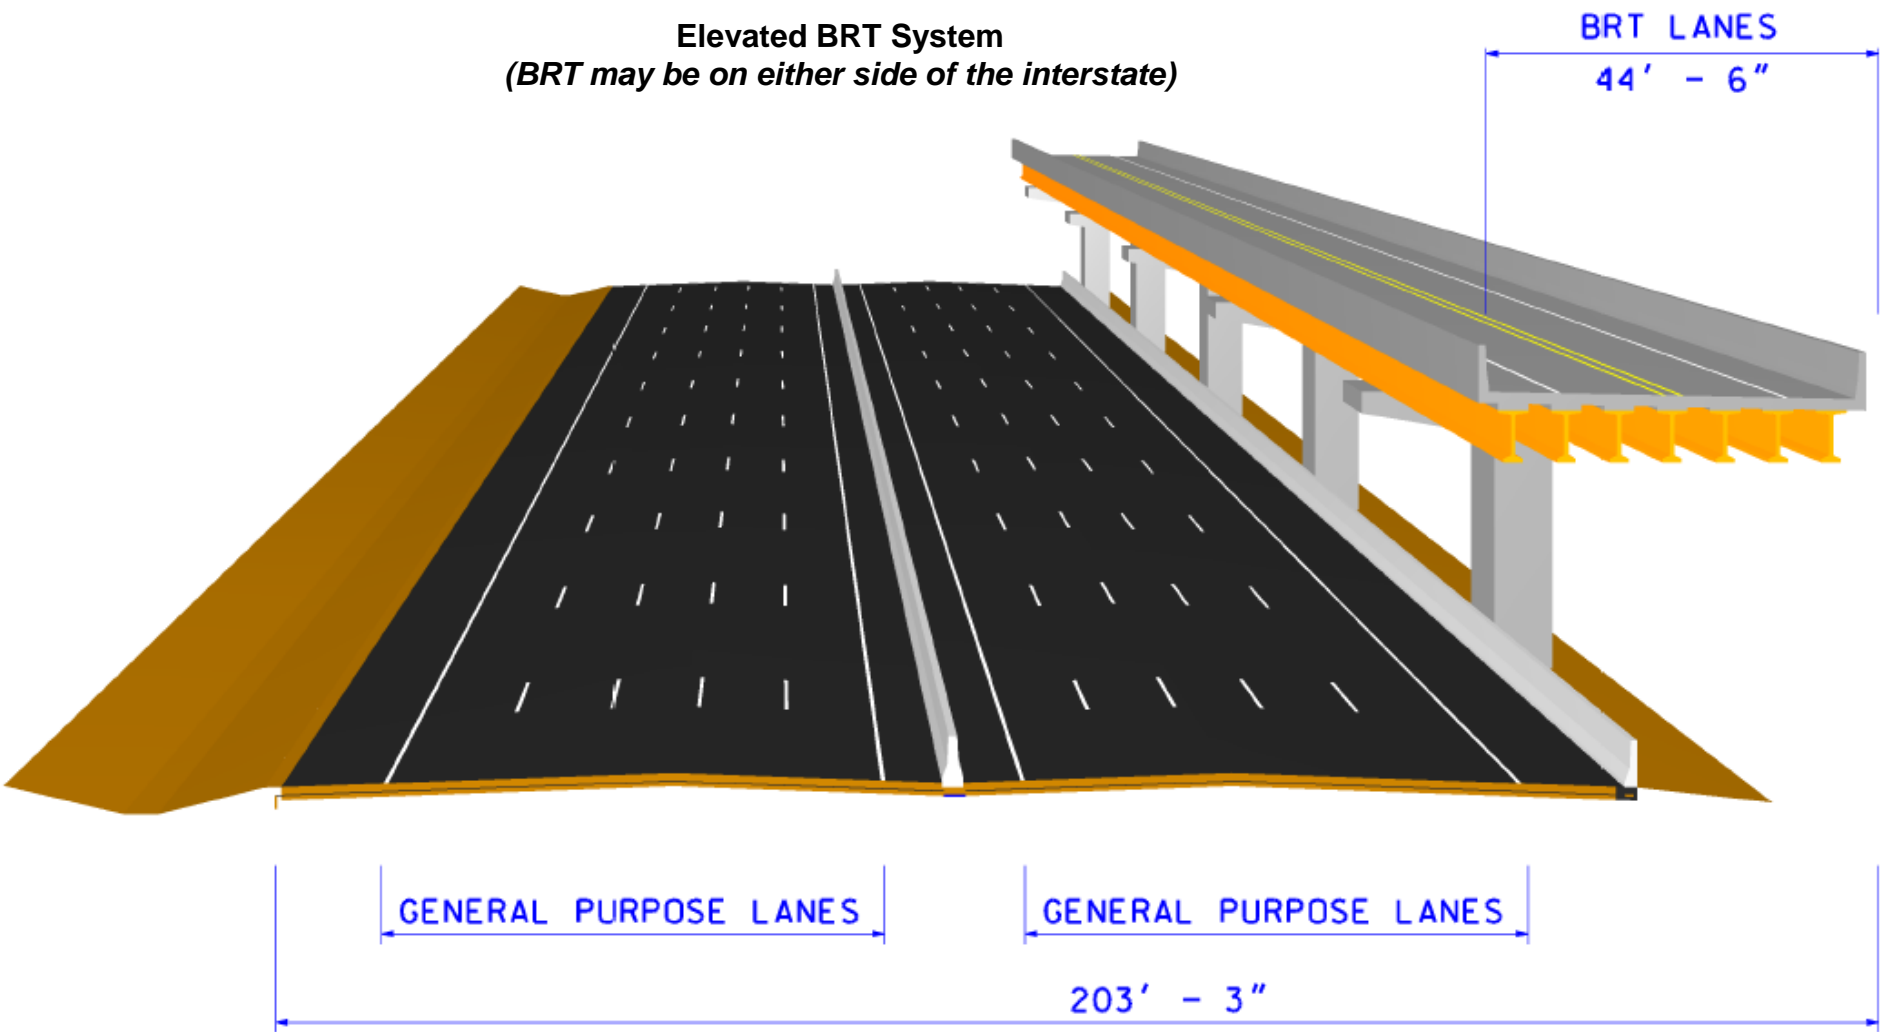 Elevated BRT System
(BRT may be on either side of the interstate)
BRT LANES
44' - 6"
GENERAL PURPOSE LANES
GENERAL PURPOSE LANES
203' - 3"